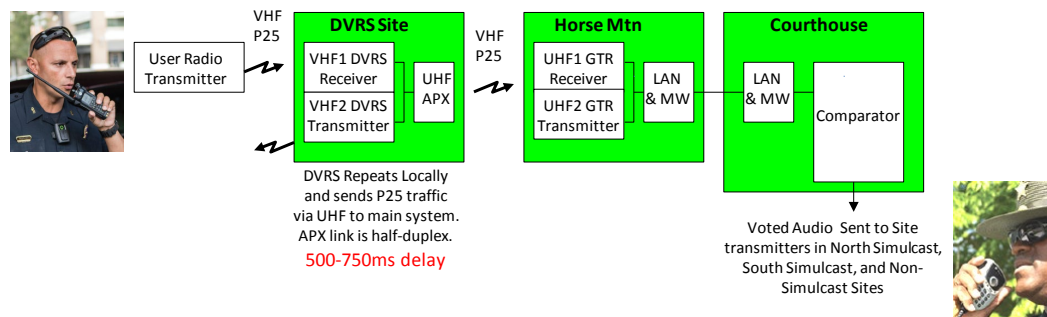 User Radio
Transmitter
VHF
P25
DVRS Site
VHF1 DVRS
Receiver
VHF2 DVRS
Transmitter
UHF
APX
DVRS Repeats Locally
and sends P25 traffic
via UHF to main system.
APX link is half-duplex.
500-750ms delay
VHF
P25
Horse Mtn
UHF1 GTR
Receiver
UHF2 GTR
Transmitter
LAN
& MW
Courthouse
LAN
& MW
Comparator
Voted Audio Sent to Site
transmitters in North Simulcast,
South Simulcast, and Non-
Simulcast Sites